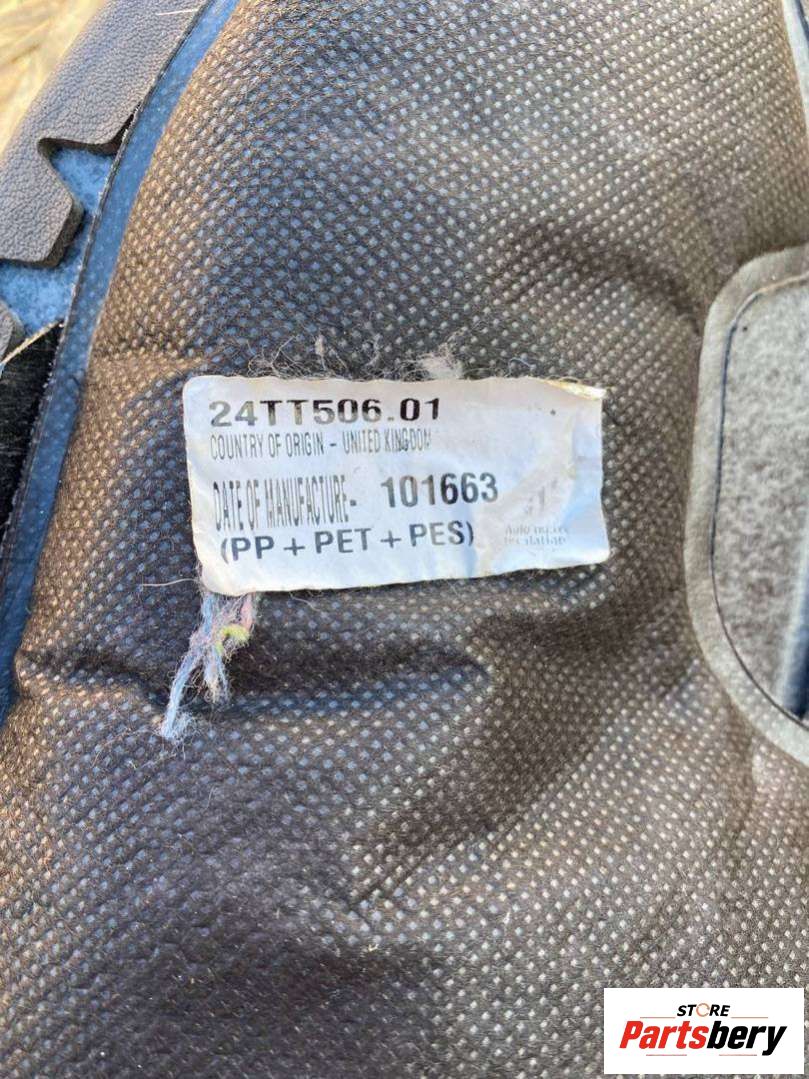 24TT506.01
COUNTRY OF ORIGIN - UNITED KINGDOM
DATE OF MANUFACTURE- 101663
(PP + PET + PES)
STORE
Partsbery